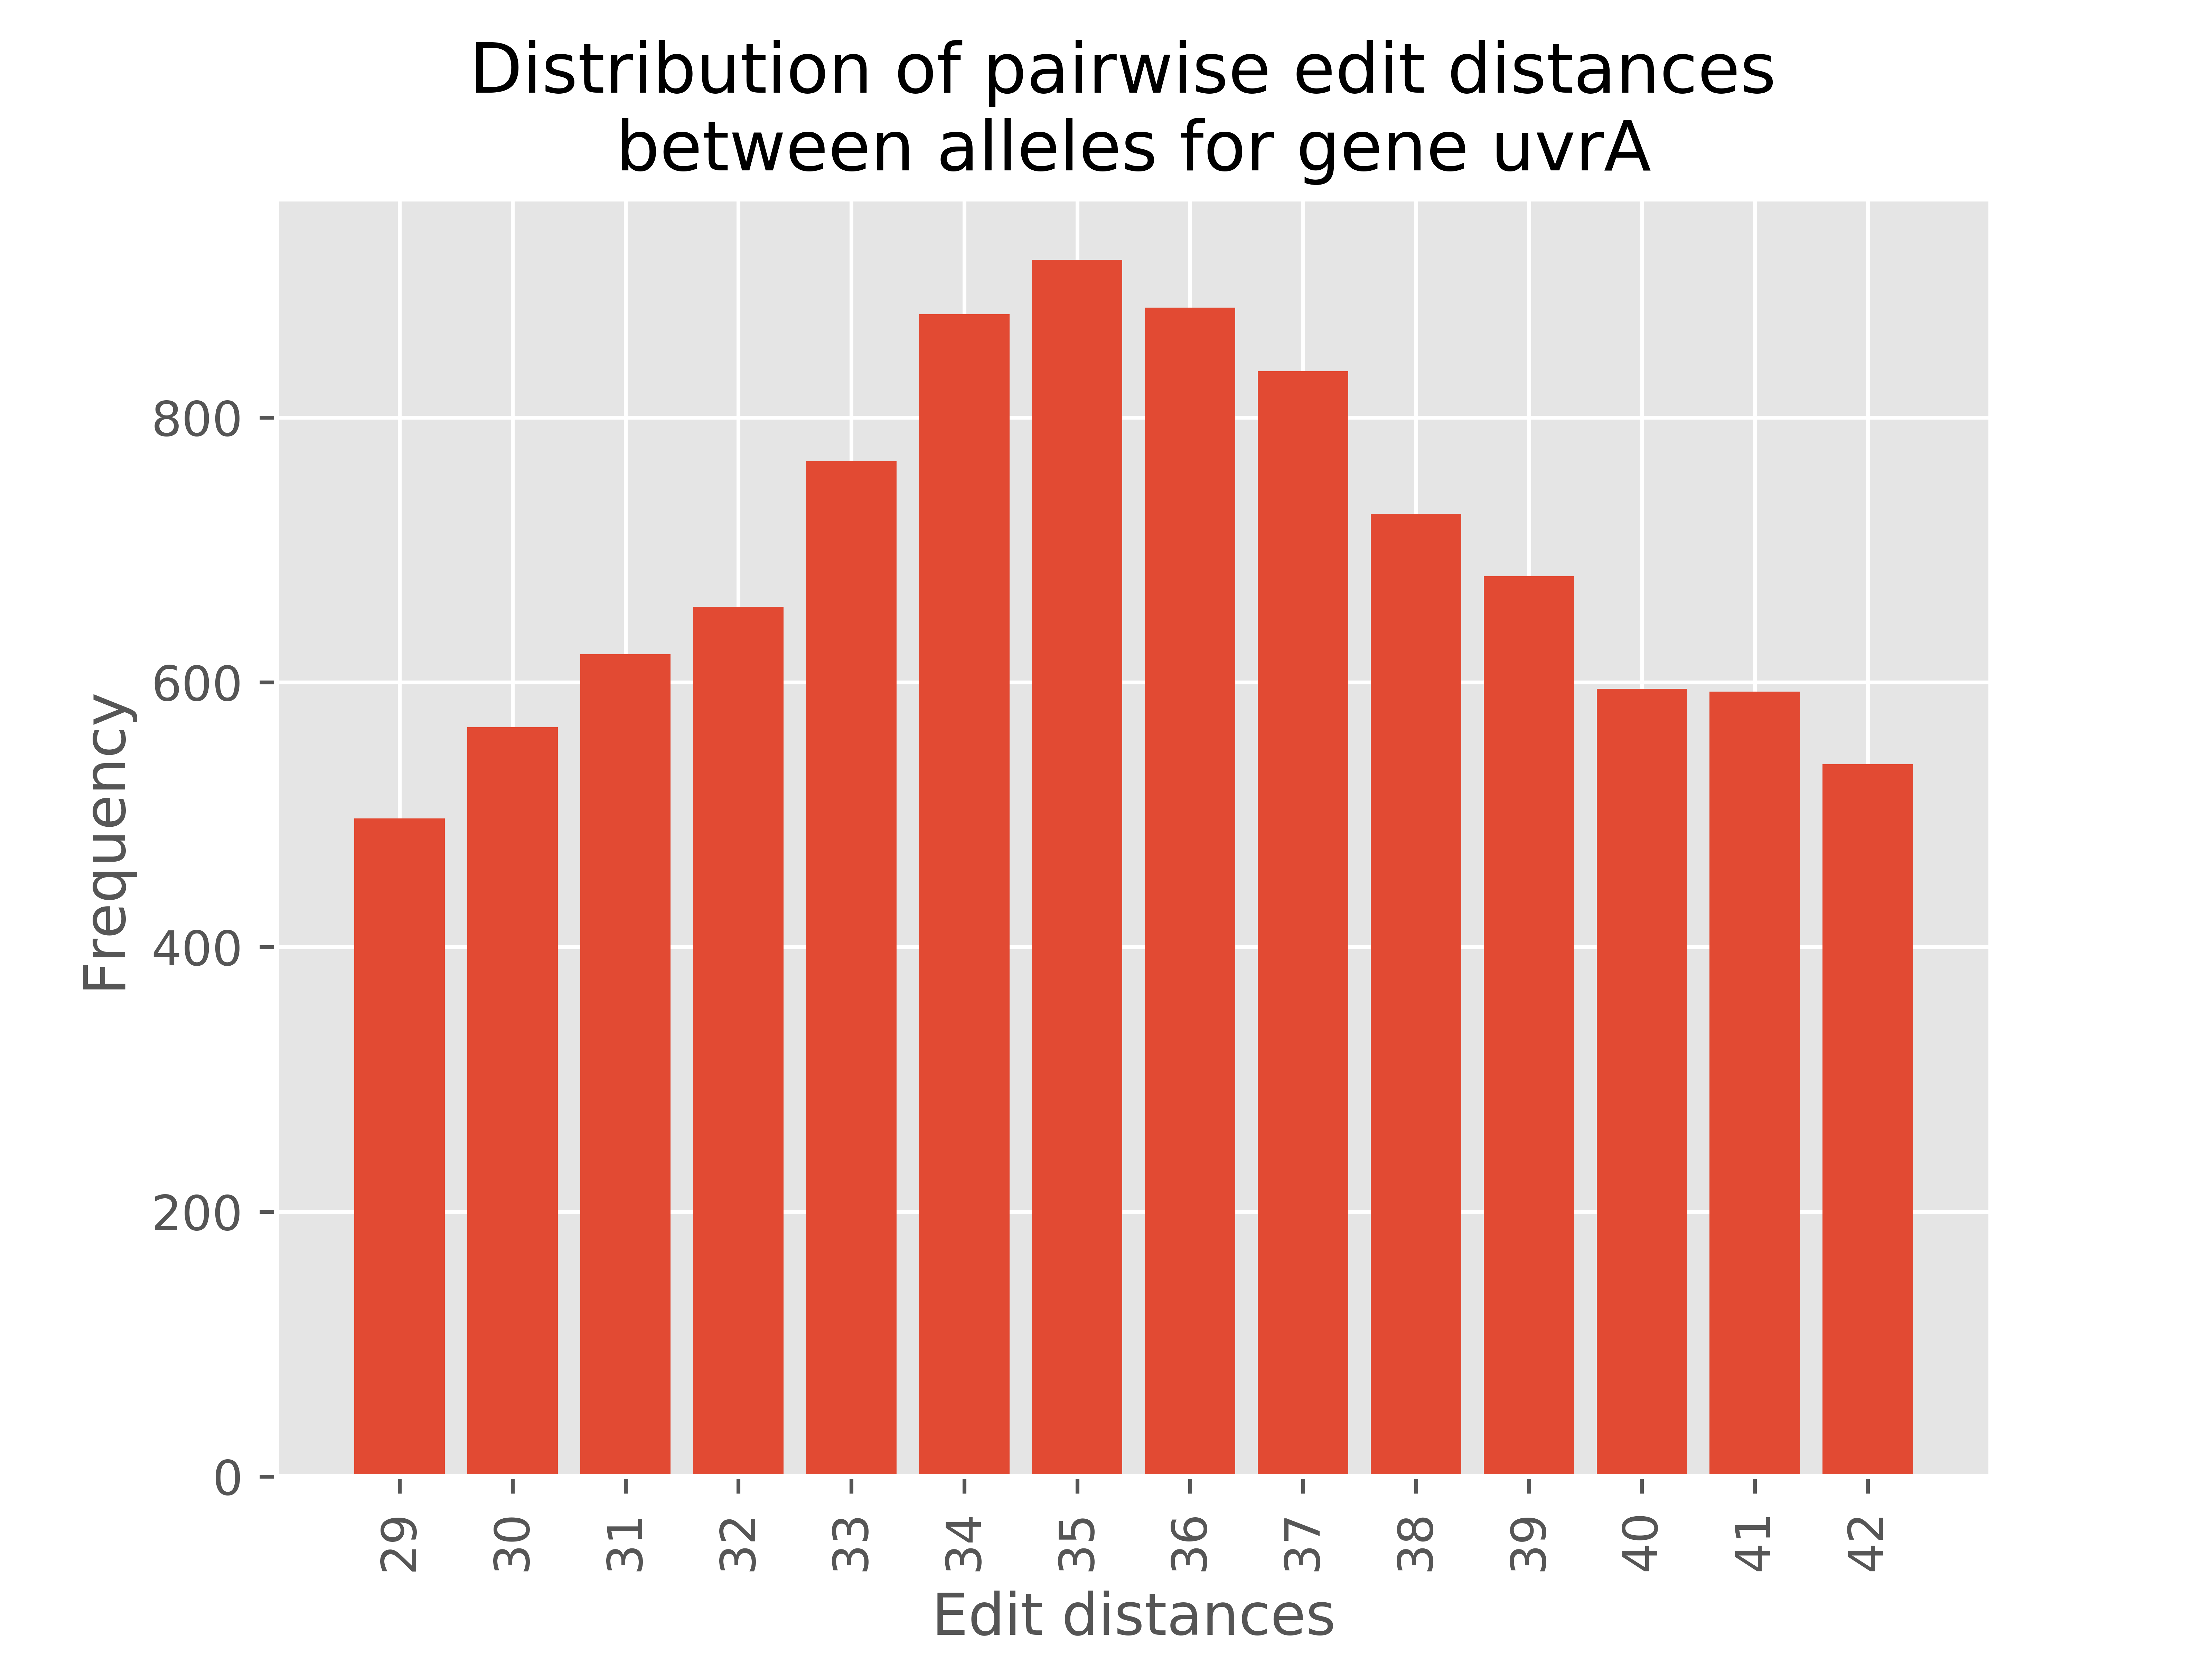 Distribution of pairwise edit distances
between alleles for gene uvrA
Frequency
800
600
400
200
0
29 30 31 32 33 34 35 36 37 38 39 40 41 42
Edit distances